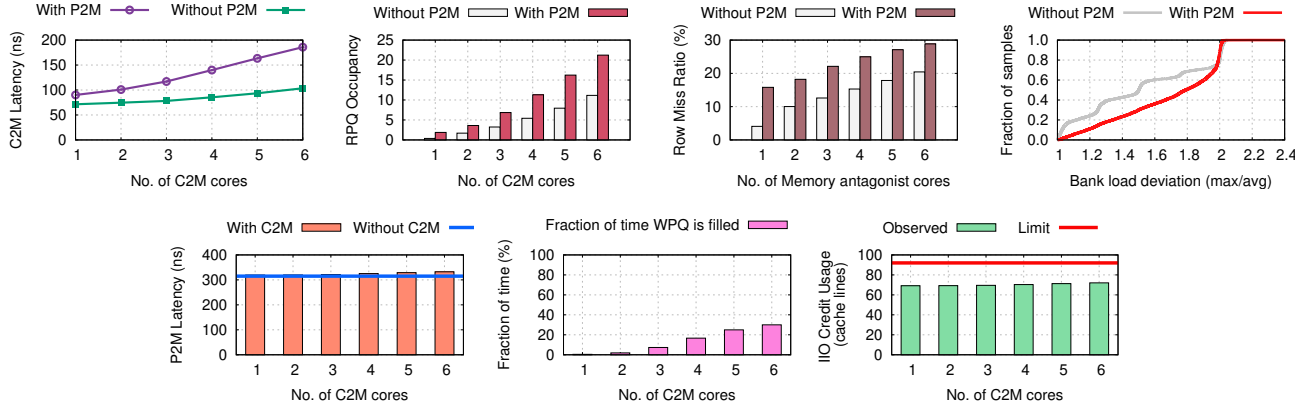 With P2M Without P2M
C2M Latency (ns)
200
150
100
50
0
1 2 3 4 5 6
No. of C2M cores
Without P2M With P2M
RPQ Occupancy
25
20
15
10
5
0
1 2 3 4 5 6
No. of C2M cores
Without P2M With P2M
Row Miss Ratio (%)
30
20
10
0
1 2 3 4 5 6
No. of Memory antagonist cores
Without P2M With P2M
Fraction of samples
1.0
0.8
0.6
0.4
0.2
0.0
1 1.2 1.4 1.6 1.8 2 2.2 2.4
Bank load deviation (max/avg)
With C2M Without C2M
P2M Latency (ns)
400
300
200
100
0
1 2 3 4 5 6
No. of C2M cores
Fraction of time WPQ is filled
Fraction of time (%)
100
80
60
40
20
0
1 2 3 4 5 6
No. of C2M cores
Observed Limit
IIO Credit Usage
(cache lines)
100
80
60
40
20
0
1 2 3 4 5 6
No. of C2M cores